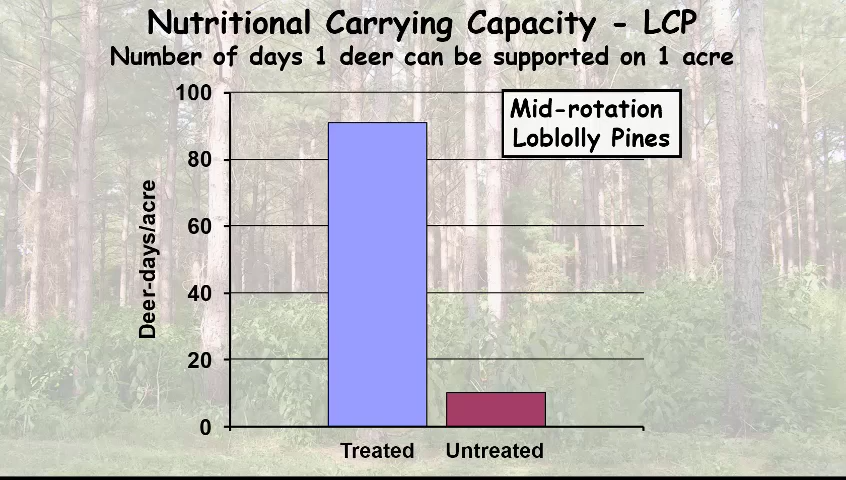 Nutritional Carrying Capacity - LCP
Number of days 1 deer can be supported on 1 acre
Mid-rotation
Loblolly Pines
Deer-days/acre
100
80
60
40
20
0
Treated Untreated